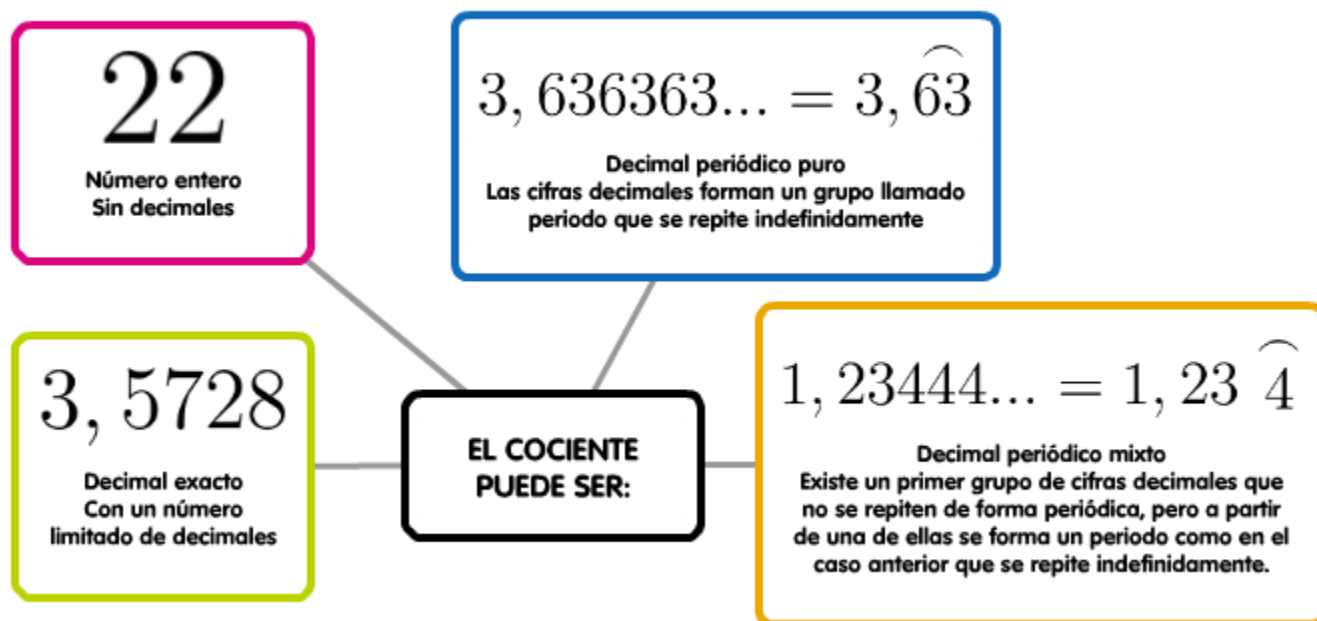 22
Número entero
Sin decimales
3, 636363... = 3, 6͡3
Decimal periódico puro
Las cifras decimales forman un grupo llamado
periodo que se repite indefinidamente
3, 5728
Decimal exacto
Con un número
limitado de decimales
EL COCIENTE
PUEDE SER:
1, 23444... = 1, 23 4̑
Decimal periódico mixto
Existe un primer grupo de cifras decimales que
no se repiten de forma periódica, pero a partir
de una de ellas se forma un periodo como en el
caso anterior que se repite indefinidamente.